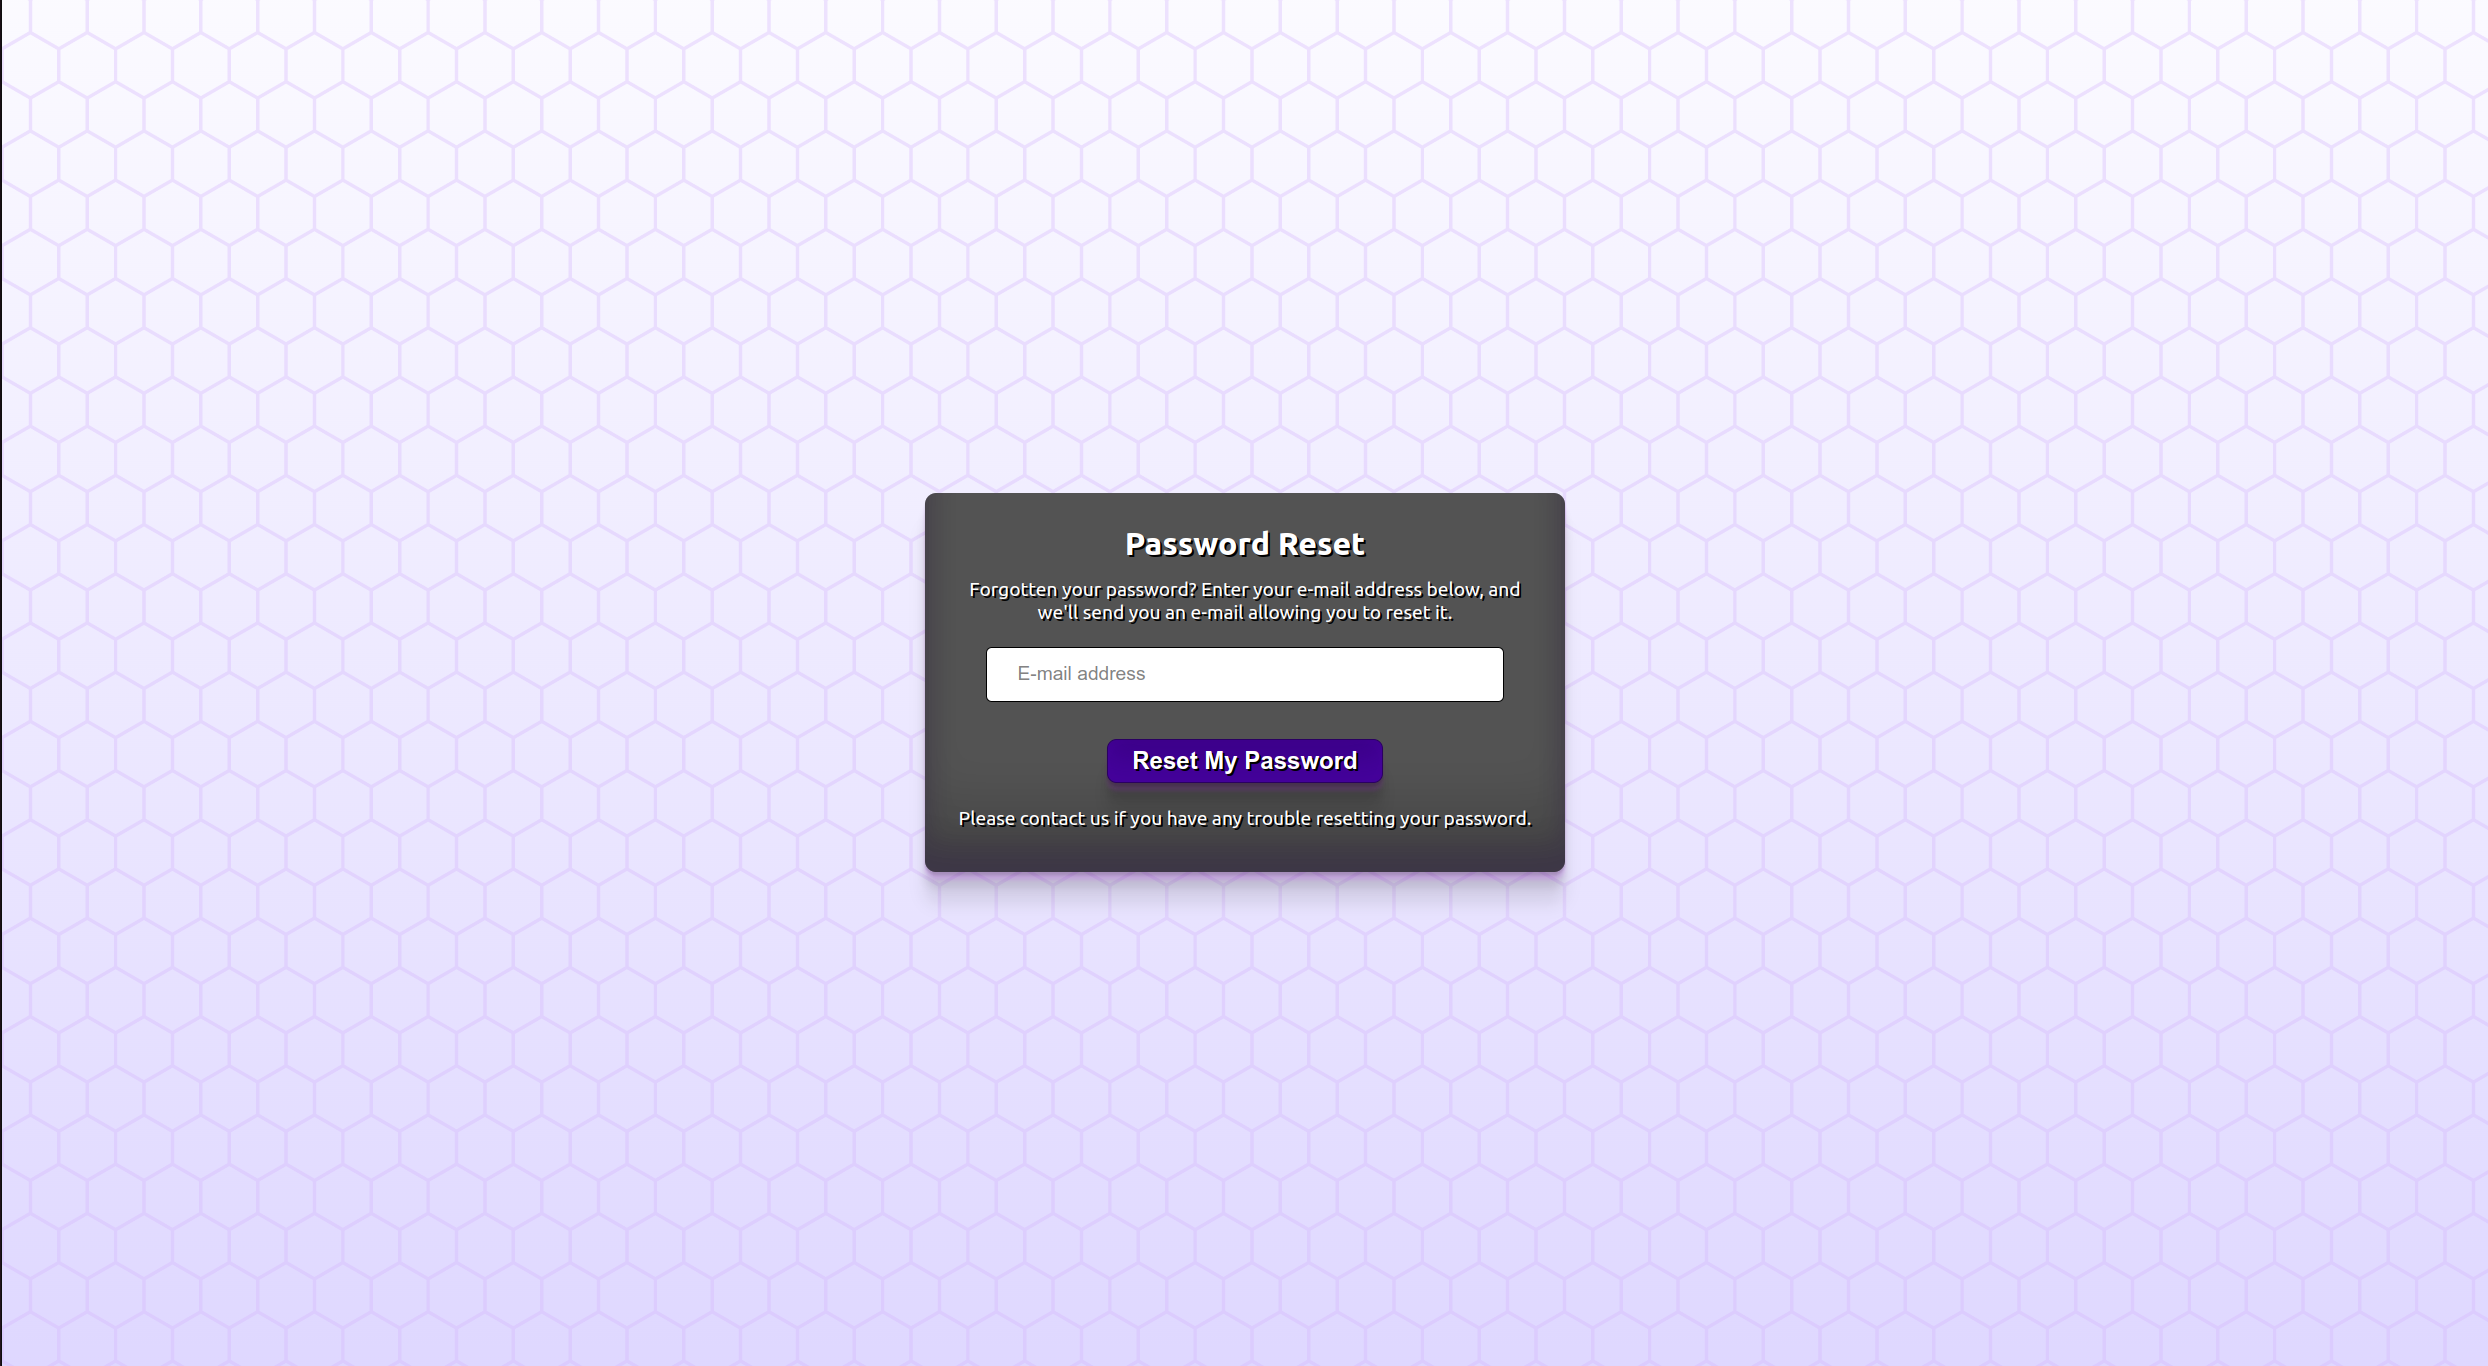 Password Reset
Forgotten your password? Enter your e-mail address below, and
we'll send you an e-mail allowing you to reset it.
E-mail address
Reset My Password
Please contact us if you have any trouble resetting your password.